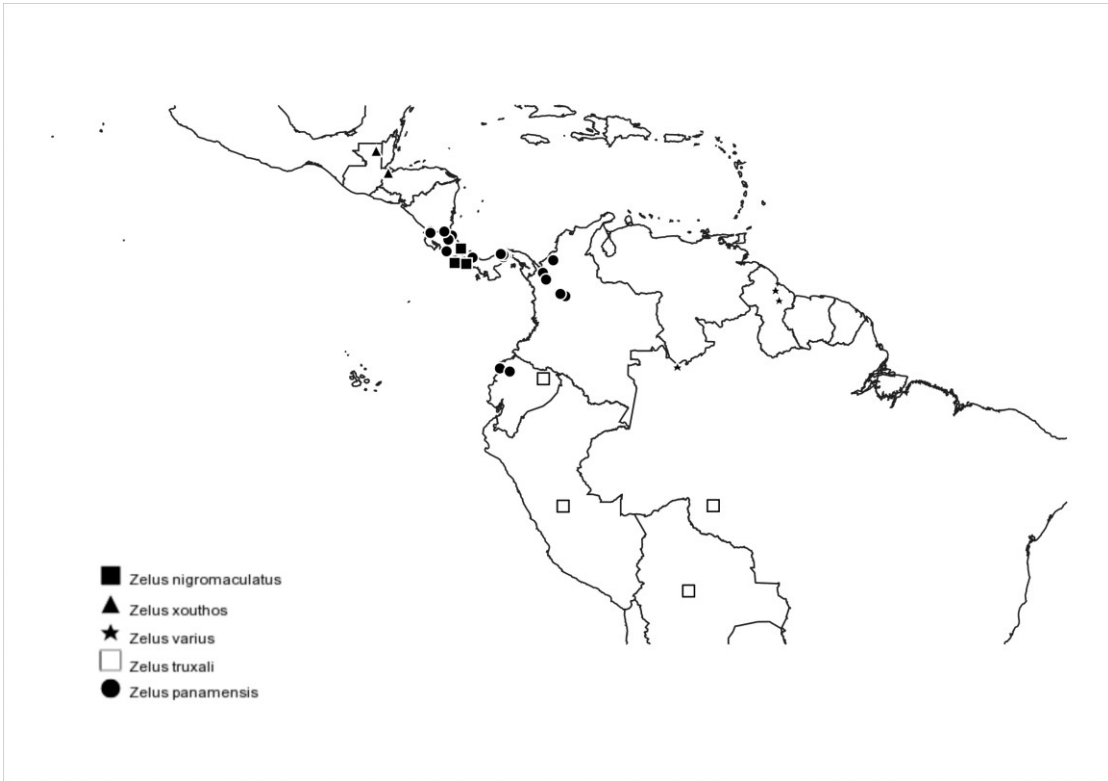 Zelus nigromaculatus
Zelus xouthos
Zelus varius
Zelus truxali
Zelus panamensis